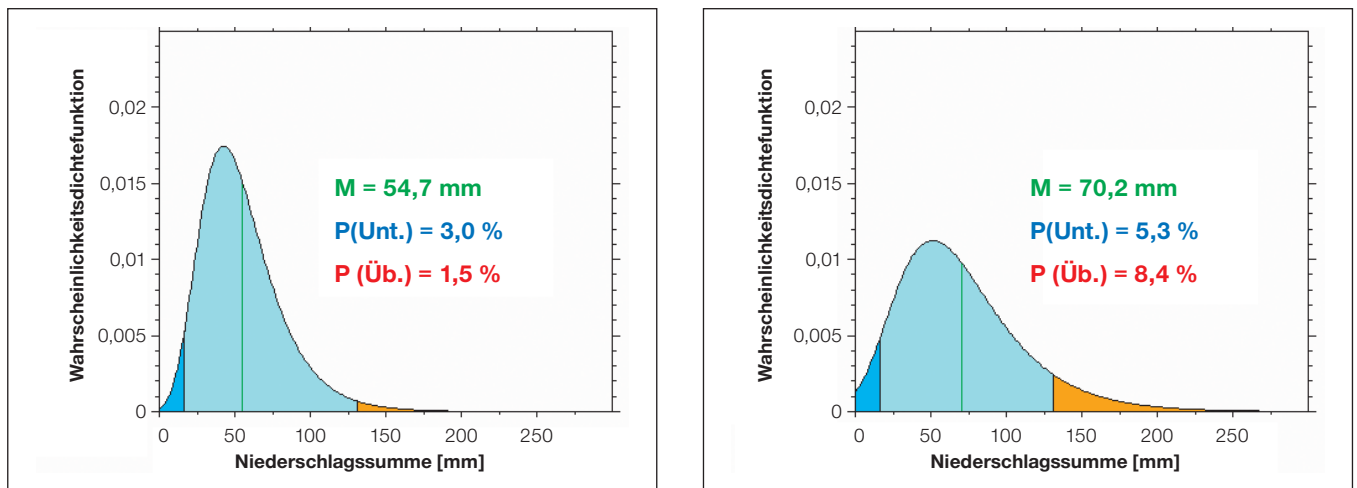 Wahrscheinlichkeitsdichtefunktion
0,02
0,015
0,01
0,005
0
M = 54,7 mm
P(Unt.) = 3,0 %
P (Üb.) = 1,5 %
0 50 100 150 200 250
Niederschlagssumme [mm]
Wahrscheinlichkeitsdichtefunktion
0,02
0,015
0,01
0,005
0
M = 70,2 mm
P(Unt.) = 5,3 %
P (Üb.) = 8,4 %
0 50 100 150 200 250
Niederschlagssumme [mm]